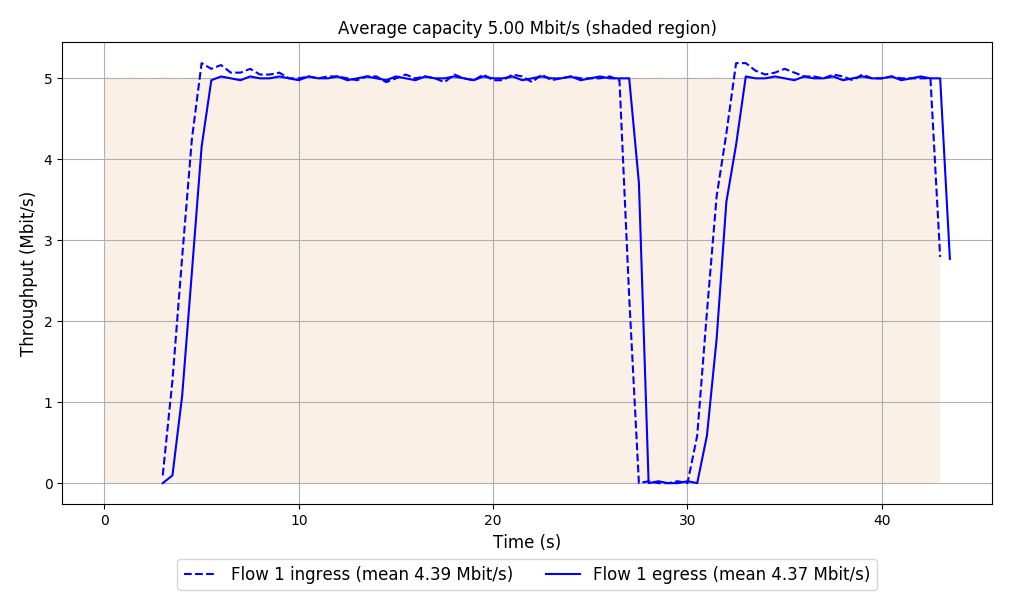 Average capacity 5.00 Mbit/s (shaded region)
Throughput (Mbit/s)
5
4
3
2
1
0
0 10 20 30 40
Time (s)
Flow 1 ingress (mean 4.39 Mbit/s) Flow 1 egress (mean 4.37 Mbit/s)